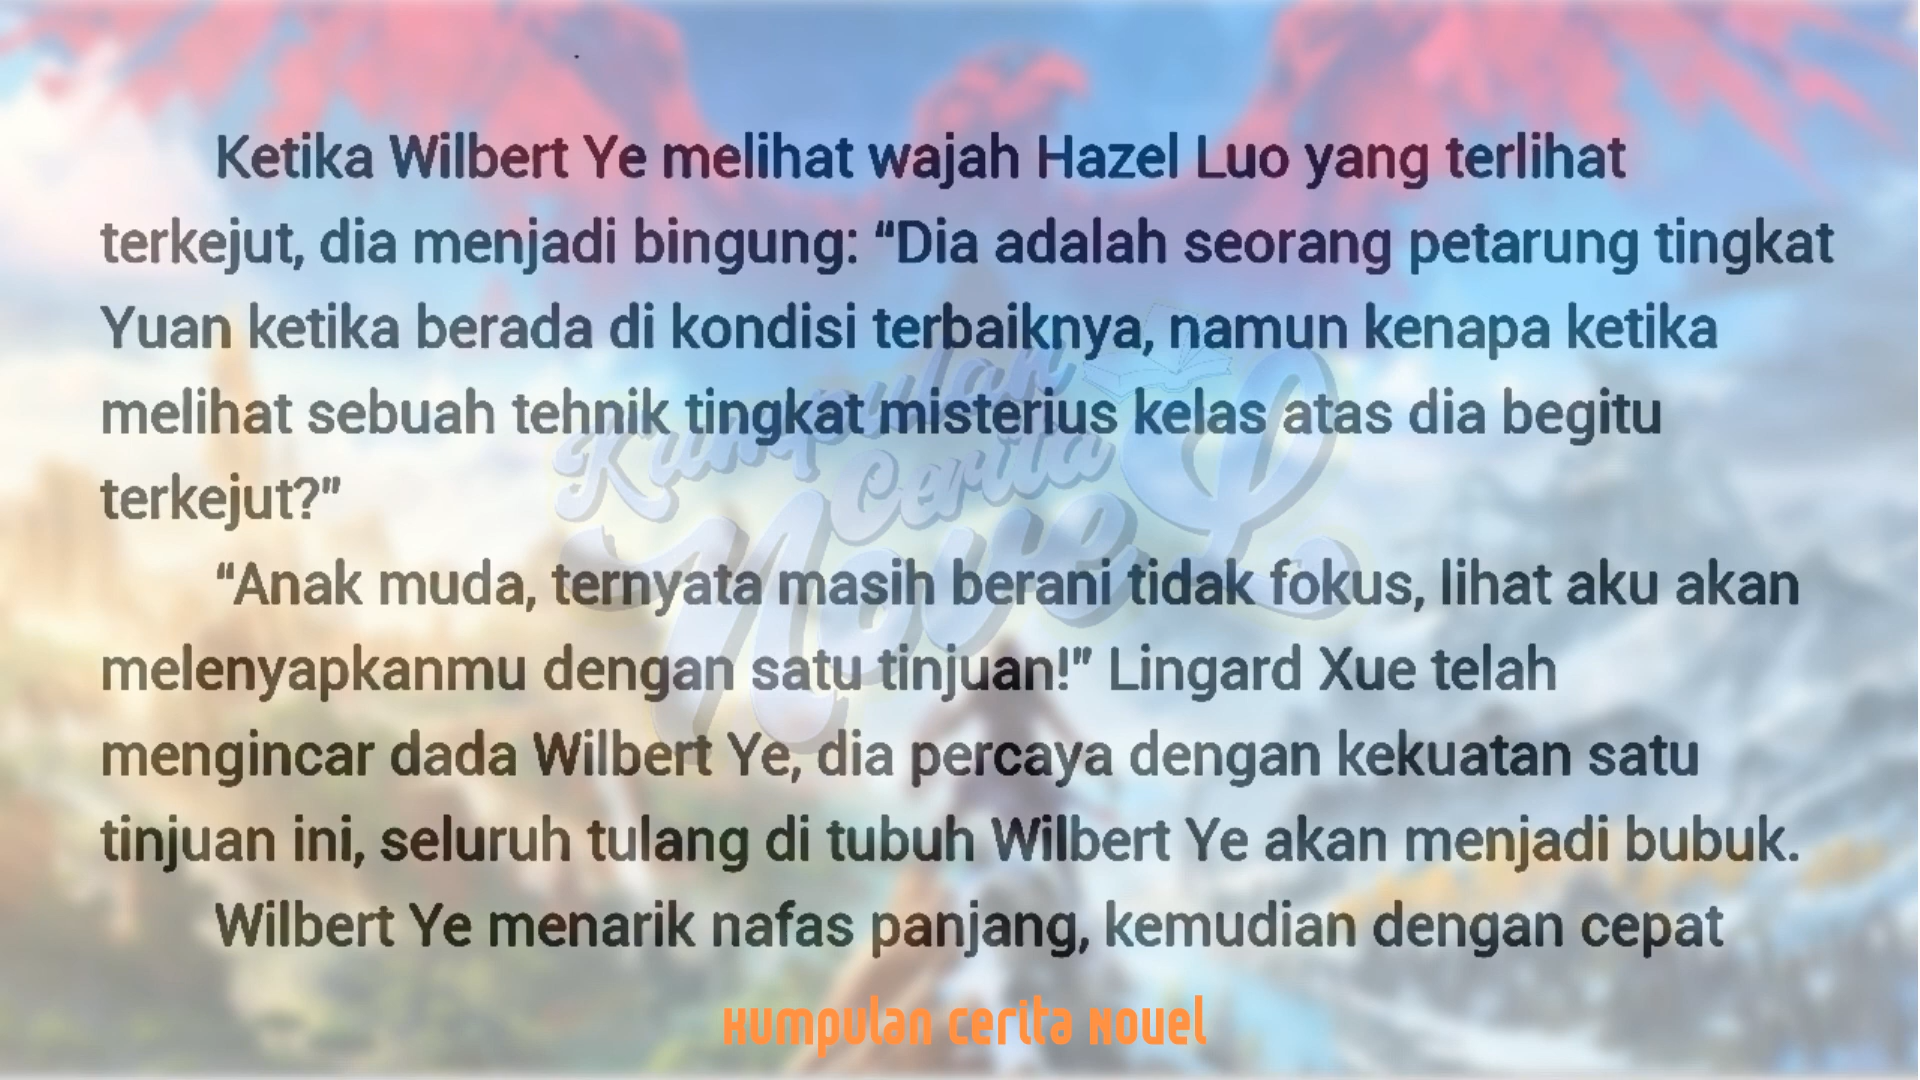 Ketika Wilbert Ye melihat wajah Hazel Luo yang terlihat
terkejut, dia menjadi bingung: “Dia adalah seorang petarung tingkat
Yuan ketika berada di kondisi terbaiknya, namun kenapa ketika
melihat sebuah tehnik tingkat misterius kelas atas dia begitu
terkejut?”
“Anak muda, ternyata masih berani tidak fokus, lihat aku akan
melenyapkanmu dengan satu tinjuan!” Lingard Xue telah
mengincar dada Wilbert Ye, dia percaya dengan kekuatan satu
tinjuan ini, seluruh tulang di tubuh Wilbert Ye akan menjadi bubuk.
Wilbert Ye menarik nafas panjang, kemudian dengan cepat
Kumpulan
Cerita
Novel
Kumpulan Cerita Novel